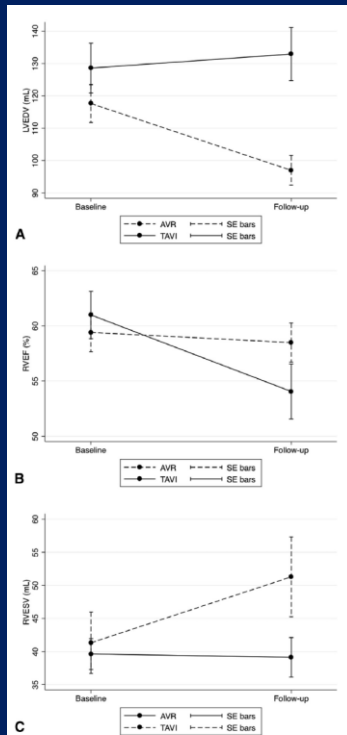 140
130
120
110
100
90
LVEDV (mL)
Baseline Follow-up
AVR SE bars
TAVI SE bars
A
65
60
55
50
RVEF (%)
Baseline Follow-up
AVR SE bars
TAVI SE bars
B
60
55
50
45
40
35
RVESV (mL)
Baseline Follow-up
AVR SE bars
TAVI SE bars
C